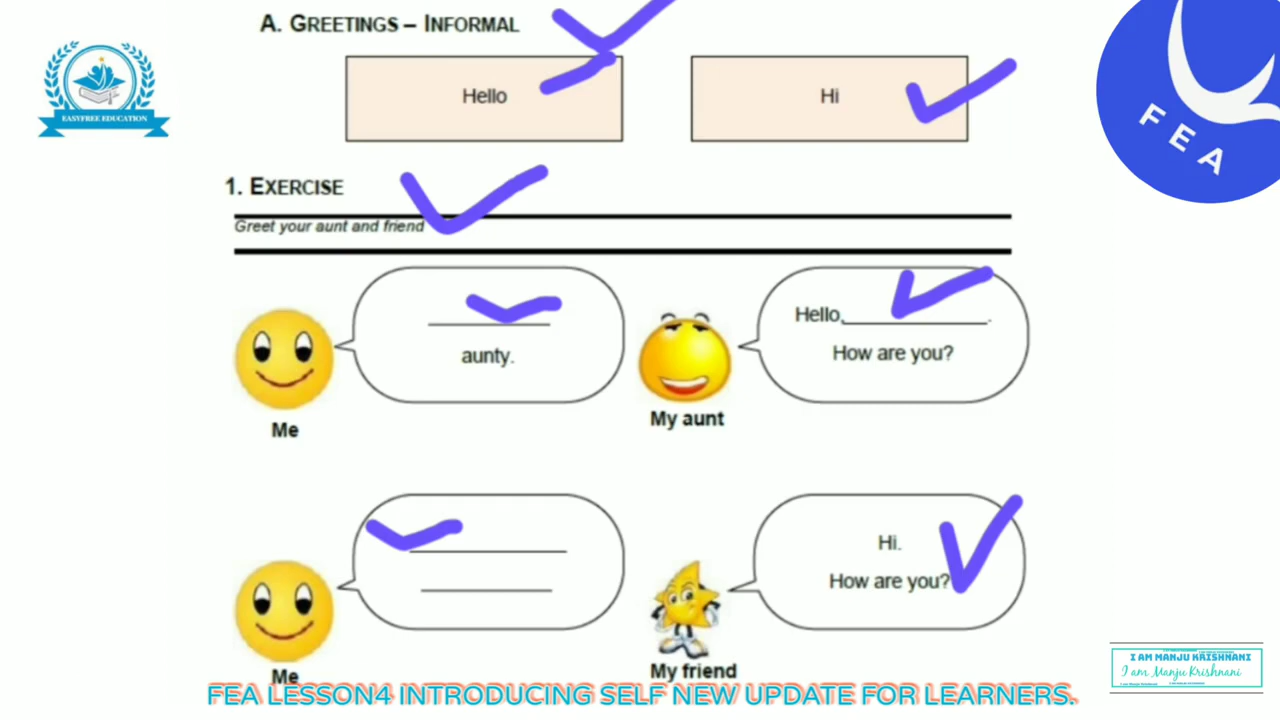 A. GREETINGS – INFORMAL
Hello
Hi
EASYFREE EDUCATION
FEA
1. EXERCISE
Greet your aunt and friend
aunty.
Hello,
.
How are you?
Me
My aunt
Hi.
How are you?
Me
My friend
I AM MANJU KRISHNANI
I am Manju Krishnani
FEA LESSON4 INTRODUCING SELF NEW UPDATE FOR LEARNERS.